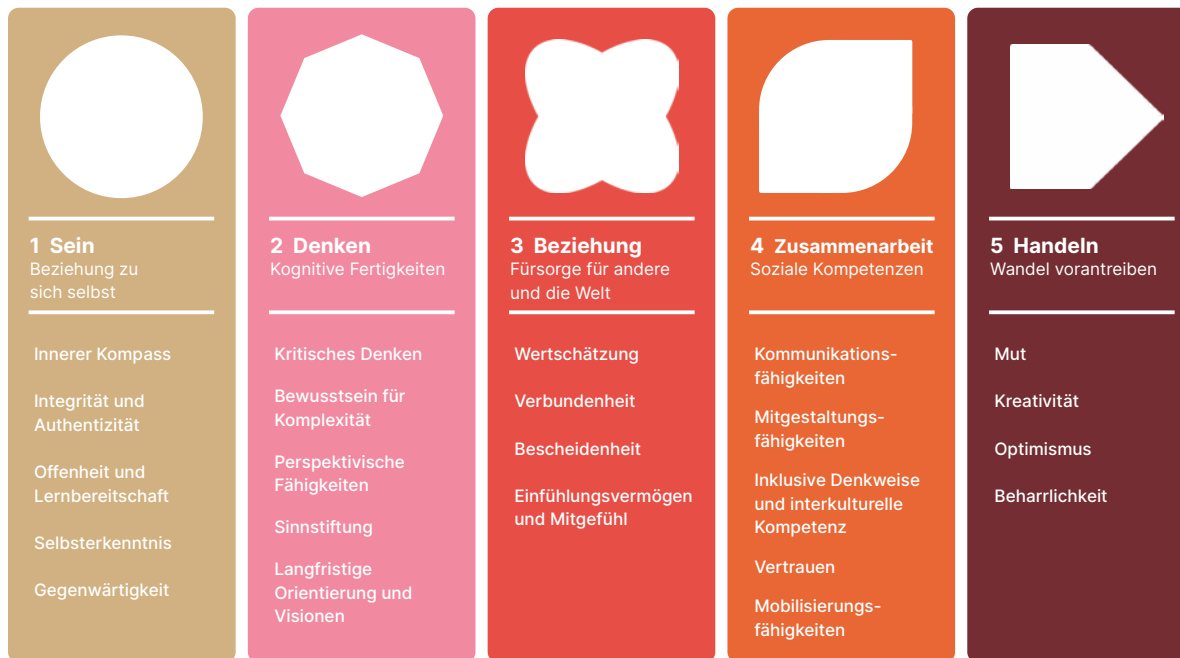 1 Sein
Beziehung zu
sich selbst
Innerer Kompass
Integrität und
Authentizität
Offenheit und
Lernbereitschaft
Selbsterkenntnis
Gegenwärtigkeit
2 Denken
Kognitive Fertigkeiten
Kritisches Denken
Bewusstsein für
Komplexität
Perspektivische
Fähigkeiten
Sinnstiftung
Langfristige
Orientierung und
Visionen
3 Beziehung
Fürsorge für andere
und die Welt
Wertschätzung
Verbundenheit
Bescheidenheit
Einfühlungsvermögen
und Mitgefühl
4 Zusammenarbeit
Soziale Kompetenzen
Kommunikations-
fähigkeiten
Mitgestaltungs-
fähigkeiten
Inklusive Denkweise
und interkulturelle
Kompetenz
Vertrauen
Mobilisierungs-
fähigkeiten
5 Handeln
Wandel vorantreiben
Mut
Kreativität
Optimismus
Beharrlichkeit